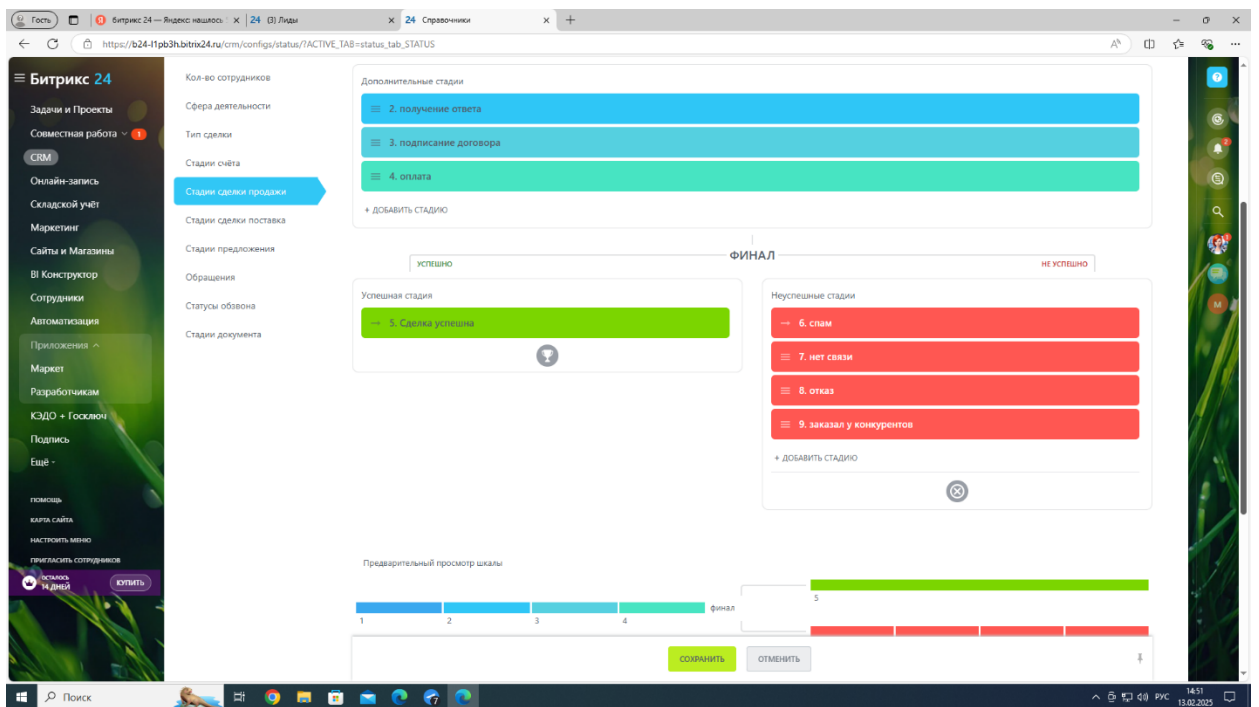 Гость
битрикс 24 — Яндекс: нашлось
24 (3) Лиды
24 Справочники
https://b24-l1pb3h.bitrix24.ru/crm/configs/status/?ACTIVE_TAB=status_tab_STATUS
Битрикс 24
Задачи и Проекты
Совместная работа 1
CRM
Онлайн-запись
Складской учёт
Маркетинг
Сайты и Магазины
BI Конструктор
Сотрудники
Автоматизация
Приложения
Маркет
Разработчикам
КЭДО + Госключ
Подпись
Ещё -
ПОМОЩЬ
КАРТА САЙТА
НАСТРОИТЬ МЕНЮ
ПРИГЛАСИТЬ СОТРУДНИКОВ
ОСТАЛОСЬ
14 ДНЕЙ
КУПИТЬ
Кол-во сотрудников
Сфера деятельности
Тип сделки
Стадии счёта
Стадии сделки продажи
Стадии сделки поставка
Стадии предложения
Обращения
Статусы обзвона
Стадии документа
Дополнительные стадии
2. получение ответа
3. подписание договора
4. оплата
+ ДОБАВИТЬ СТАДИЮ
ФИНАЛ
УСПЕШНО
НЕ УСПЕШНО
Успешная стадия
5. Сделка успешна
Неуспешные стадии
6. спам
7. нет связи
8. отказ
9. заказал у конкурентов
+ ДОБАВИТЬ СТАДИЮ
Предварительный просмотр шкалы
1 2 3 4 финал 5
СОХРАНИТЬ ОТМЕНИТЬ
? 
2
1
М
Поиск
РУС
14:51
13.02.2025